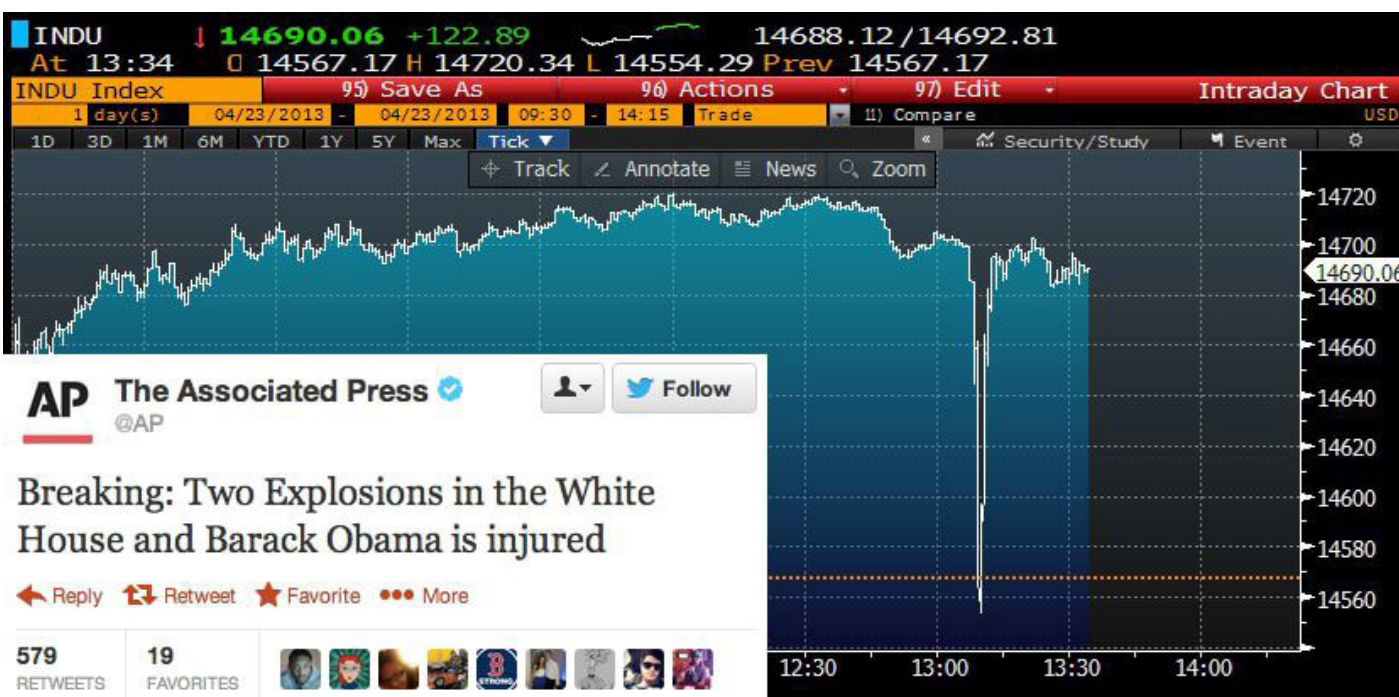 INDU ↓ 14690.06 +122.89 14688.12/14692.81
At 13:34 O 14567.17 H 14720.34 L 14554.29 Prev 14567.17
INDU Index 95) Save As 96) Actions 97) Edit Intraday Chart
1 day(s) 04/23/2013 - 04/23/2013 09:30 - 14:15 Trade 11) Compare USD
1D 3D 1M 6M YTD 1Y 5Y Max Tick ▼ « Security/Study Event
Track Annotate News Zoom
14720
14700
14690.06
14680
14660
14640
14620
14600
14580
14560
12:30 13:00 13:30 14:00
AP The Associated Press Follow
@AP
Breaking: Two Explosions in the White
House and Barack Obama is injured
Reply Retweet Favorite More
579 19
RETWEETS FAVORITES
B
STRONG